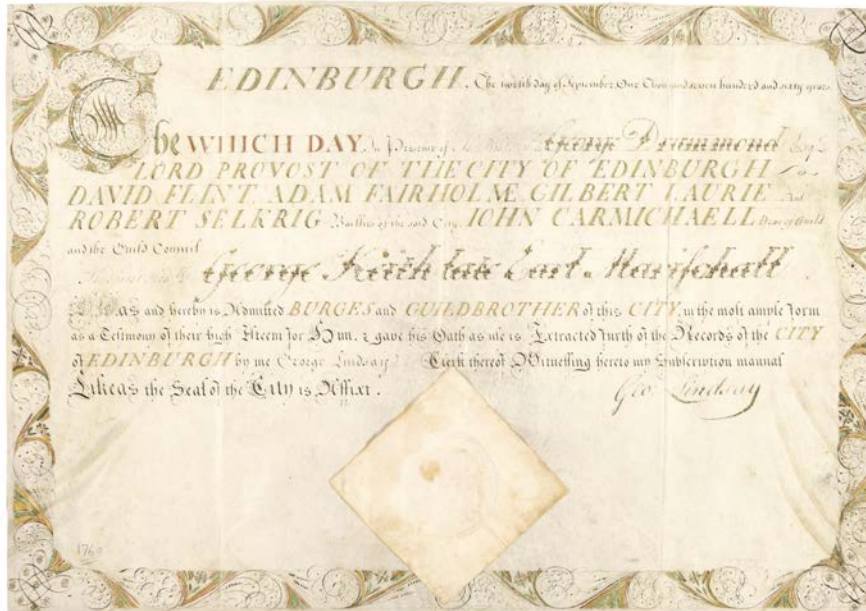 EDINBURGH. The tenth day of September One Thousand seven hundred and sixty years
The WHICH DAY, In Presence of The George Drummond Esqr
LORD PROVOST OF THE CITY OF EDINBURGH
DAVID FLINT ADAM FAIRHOLME GILBERT LAURIE And
ROBERT SELKRIG Baillies of the said City, IOHN CARMICHAELL Dean of Guild
and the Guild Council
George Keith late Earl Marischall
Was and hereby is Admitted BURGES and GUILDBROTHER of this CITY, in the most ample form
as a Testimony of their high Esteem for Him. & gave his Oath as use is Extracted furth of the Records of the CITY
of EDINBURGH by me George Lindsay Clerk thereof Witnessing hereto my Subscription manual
Likeas the Seal of the City is Affixt.
Geo Lindsay
1760